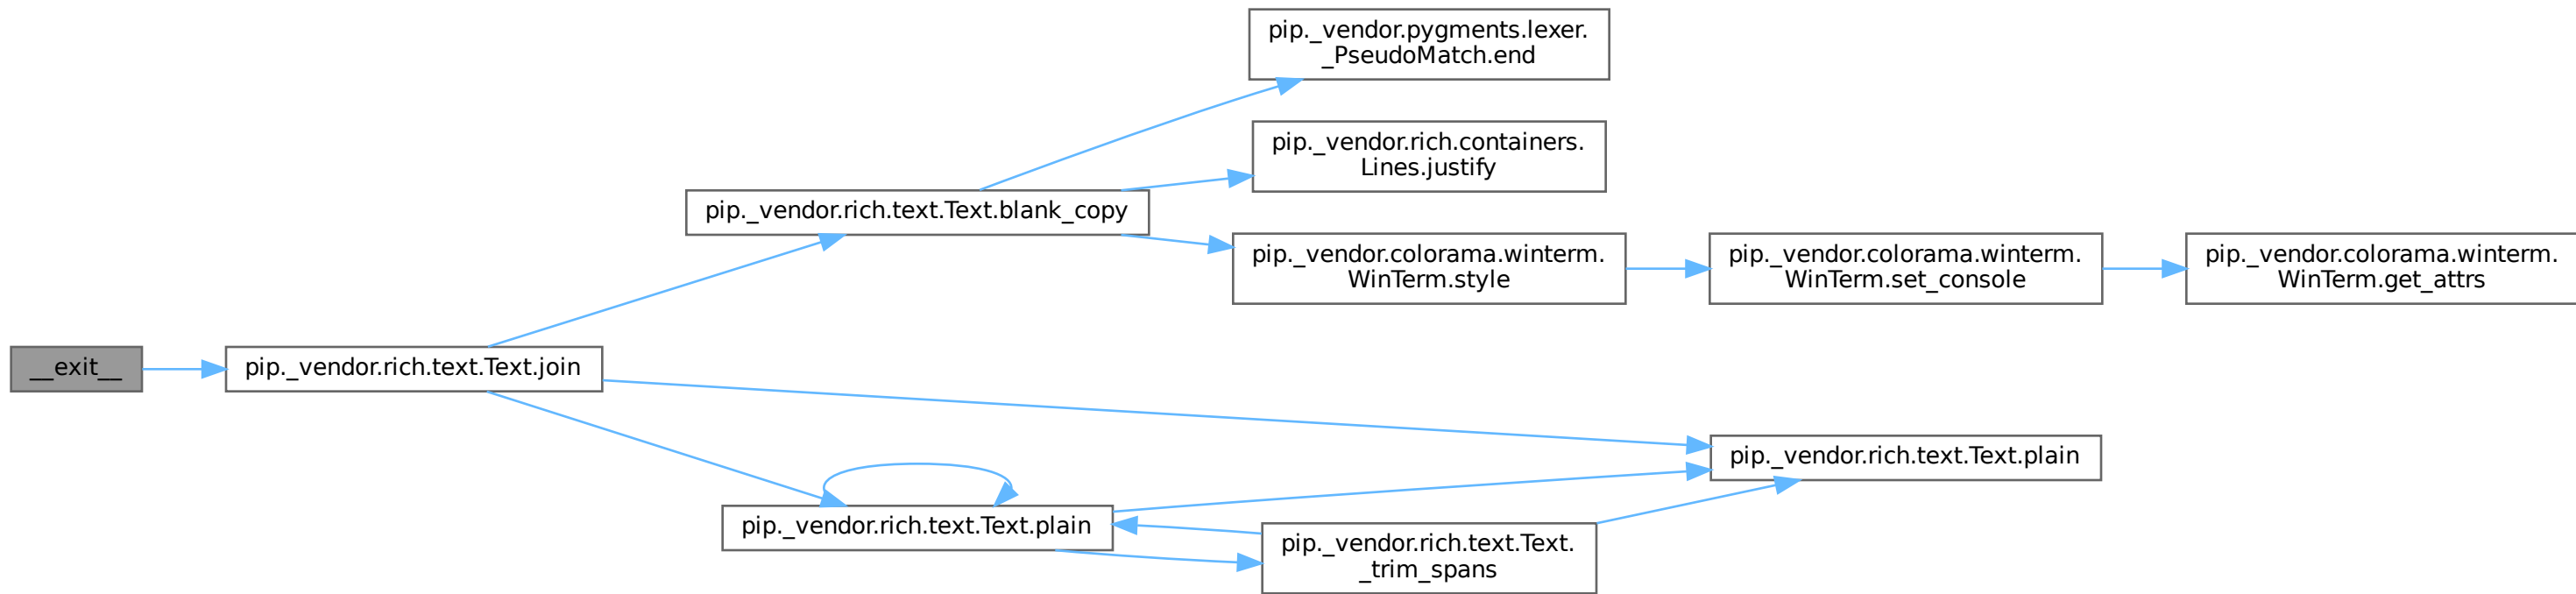 pip._vendor.pygments.lexer.
_PseudoMatch.end
pip._vendor.rich.containers.
Lines.justify
pip._vendor.rich.text.Text.blank_copy
pip._vendor.colorama.winterm.
WinTerm.style
pip._vendor.colorama.winterm.
WinTerm.set_console
pip._vendor.colorama.winterm.
WinTerm.get_attrs
__exit__
pip._vendor.rich.text.Text.join
pip._vendor.rich.text.Text.plain
pip._vendor.rich.text.Text.plain
pip._vendor.rich.text.Text.
_trim_spans